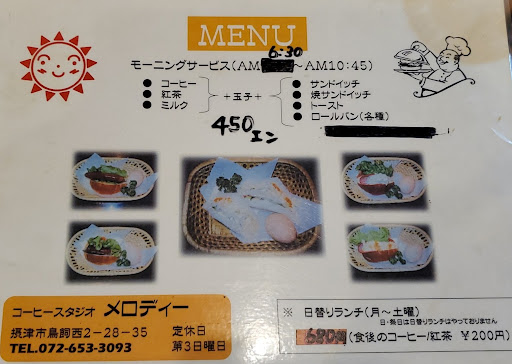 MENU
モーニングサービス(AM 6:30 〜AM10:45)
● コーヒー
● 紅茶
● ミルク
+玉子+
● サンドイッチ
● 焼サンドイッチ
● トースト
● ロールパン(各種)
450エン
コーヒースタジオ メロディー
摂津市鳥飼西2−28−35 定休日
TEL.072-653-3093 第3日曜日
※ 日替りランチ(月〜土曜)
日・祭日は日替りランチはやっておりません
(食後のコーヒー/紅茶 ¥200円)